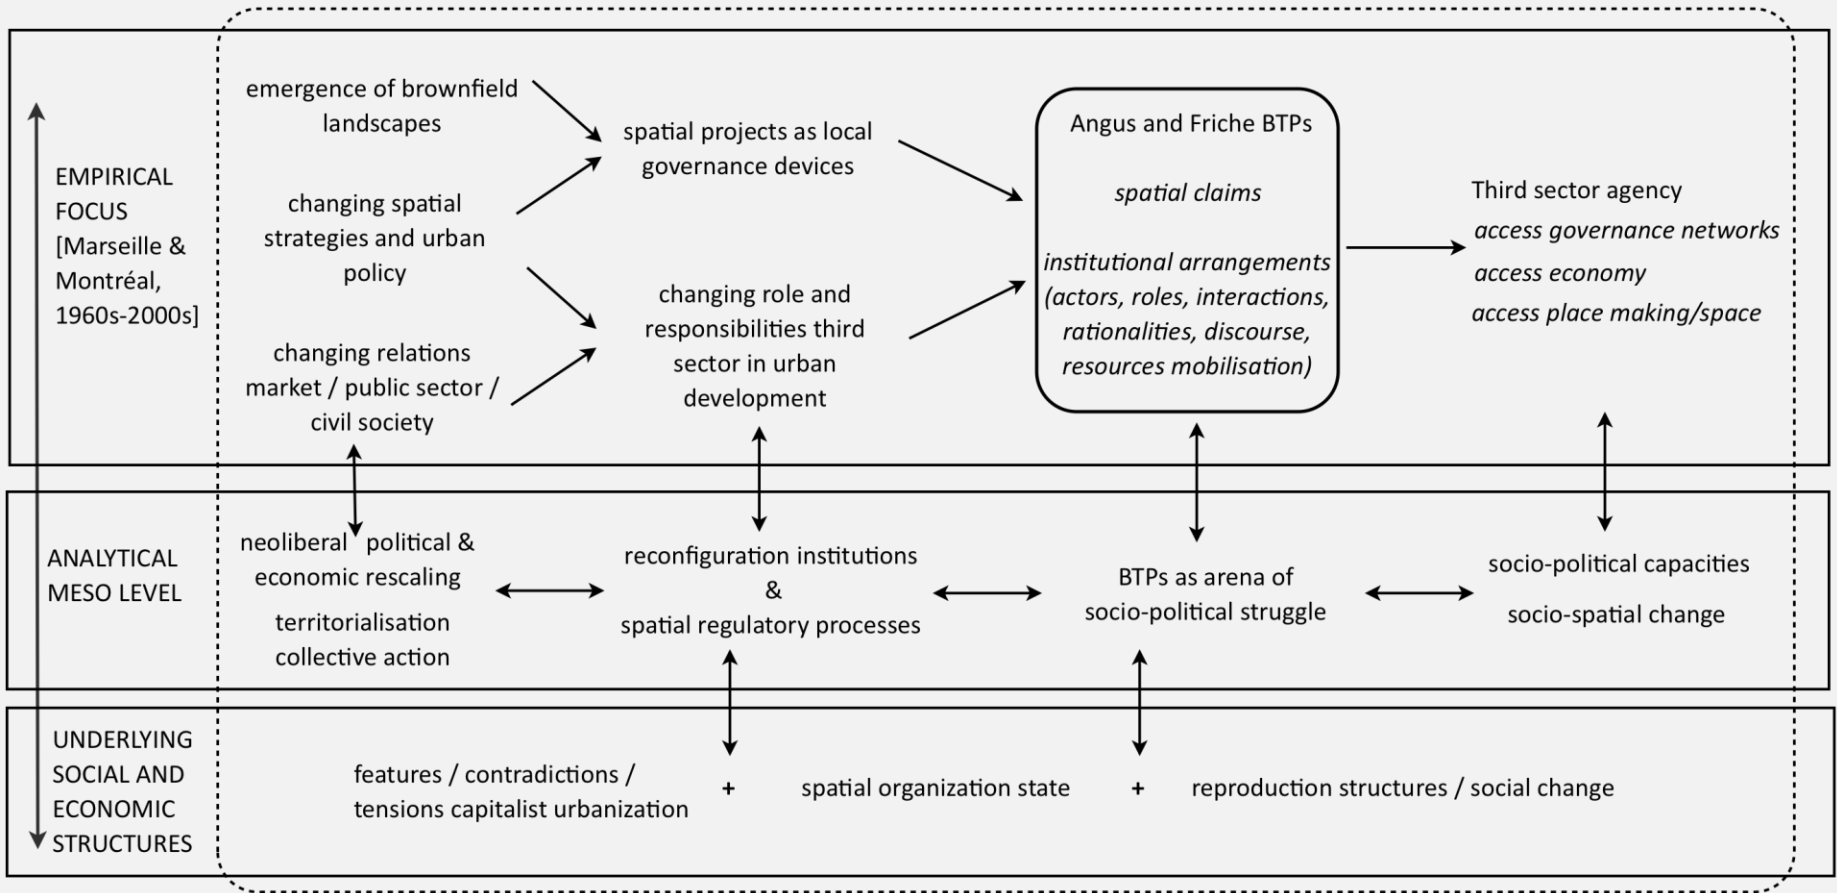 EMPIRICAL
FOCUS
[Marseille &
Montréal,
1960s-2000s]
emergence of brownfield
landscapes
changing spatial
strategies and urban
policy
changing relations
market / public sector /
civil society
spatial projects as local
governance devices
changing role and
responsibilities third
sector in urban
development
Angus and Friche BTPs
spatial claims
institutional arrangements
(actors, roles, interactions,
rationalities, discourse,
resources mobilisation)
Third sector agency
access governance networks
access economy
access place making/space
ANALYTICAL
MESO LEVEL
neoliberal political &
economic rescaling
territorialisation
collective action
reconfiguration institutions
&
spatial regulatory processes
BTPs as arena of
socio-political struggle
socio-political capacities
socio-spatial change
UNDERLYING
SOCIAL AND
ECONOMIC
STRUCTURES
features / contradictions /
tensions capitalist urbanization
+
spatial organization state
+
reproduction structures / social change